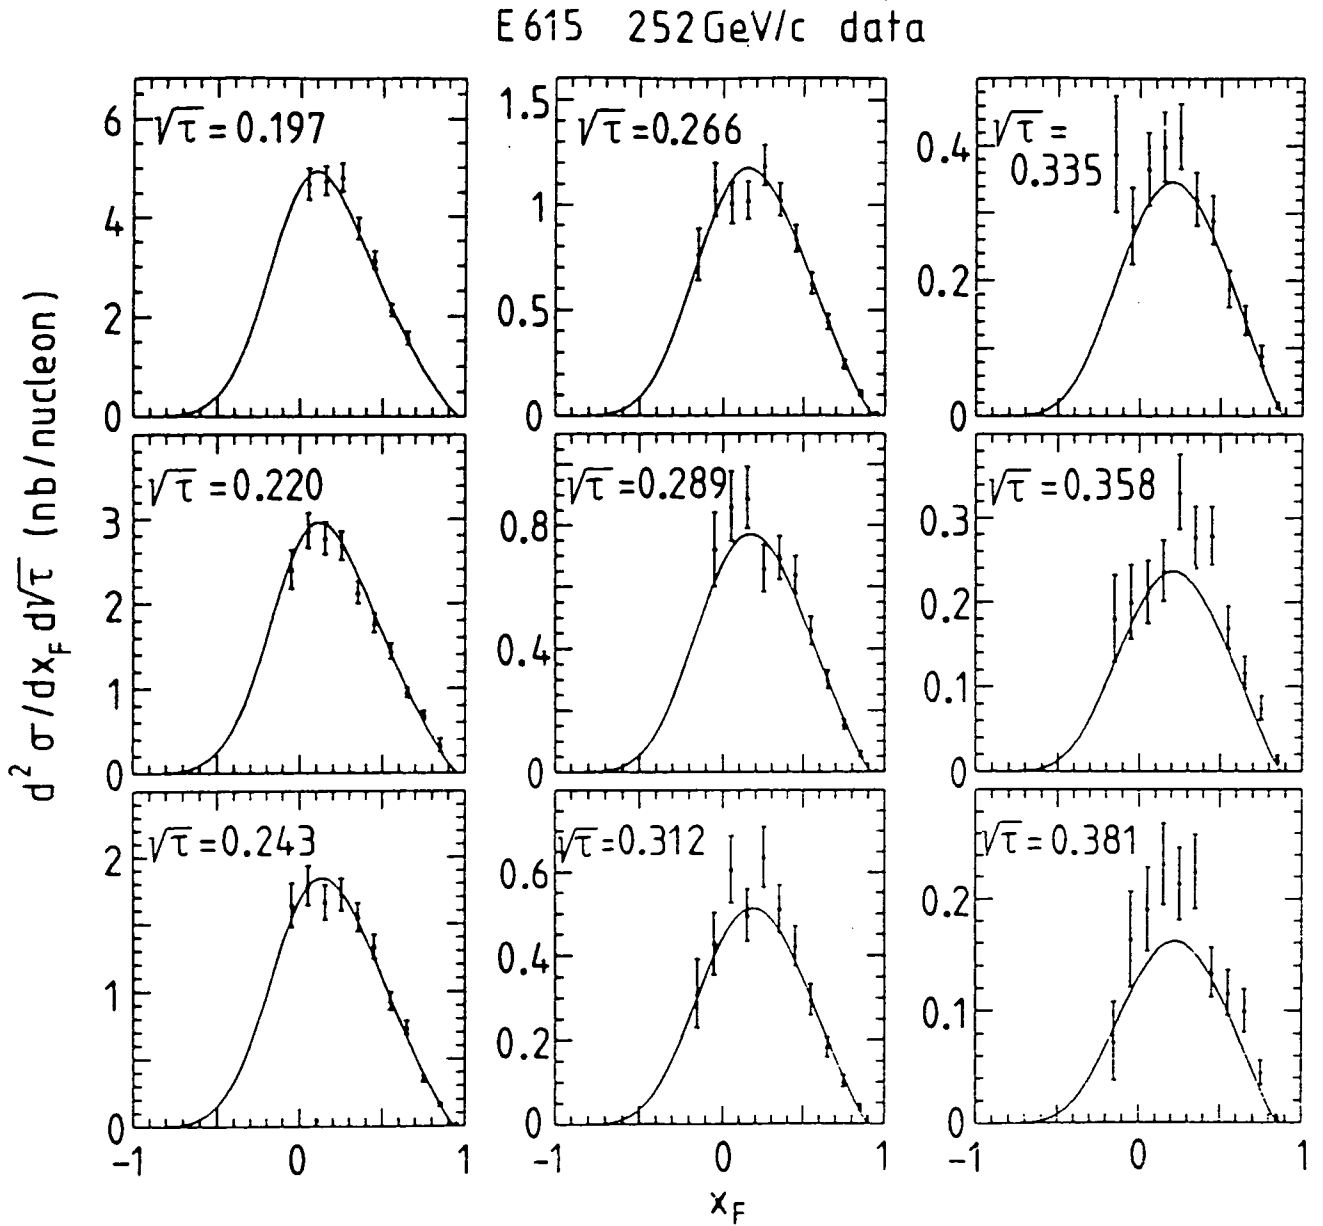 E615 252GeV/c data
d² σ/dx_F d√τ (nb/nucleon)
√τ = 0.197
6
4
2
0
√τ = 0.266
1.5
1
0.5
0
√τ =
0.335
0.4
0.2
0
√τ = 0.220
3
2
1
0
√τ = 0.289
0.8
0.4
0
√τ = 0.358
0.3
0.2
0.1
0
√τ = 0.243
2
1
0
√τ = 0.312
0.6
0.4
0.2
0
√τ = 0.381
0.2
0.1
0
-1 0 1
-1 0 1
-1 0 1
x_F